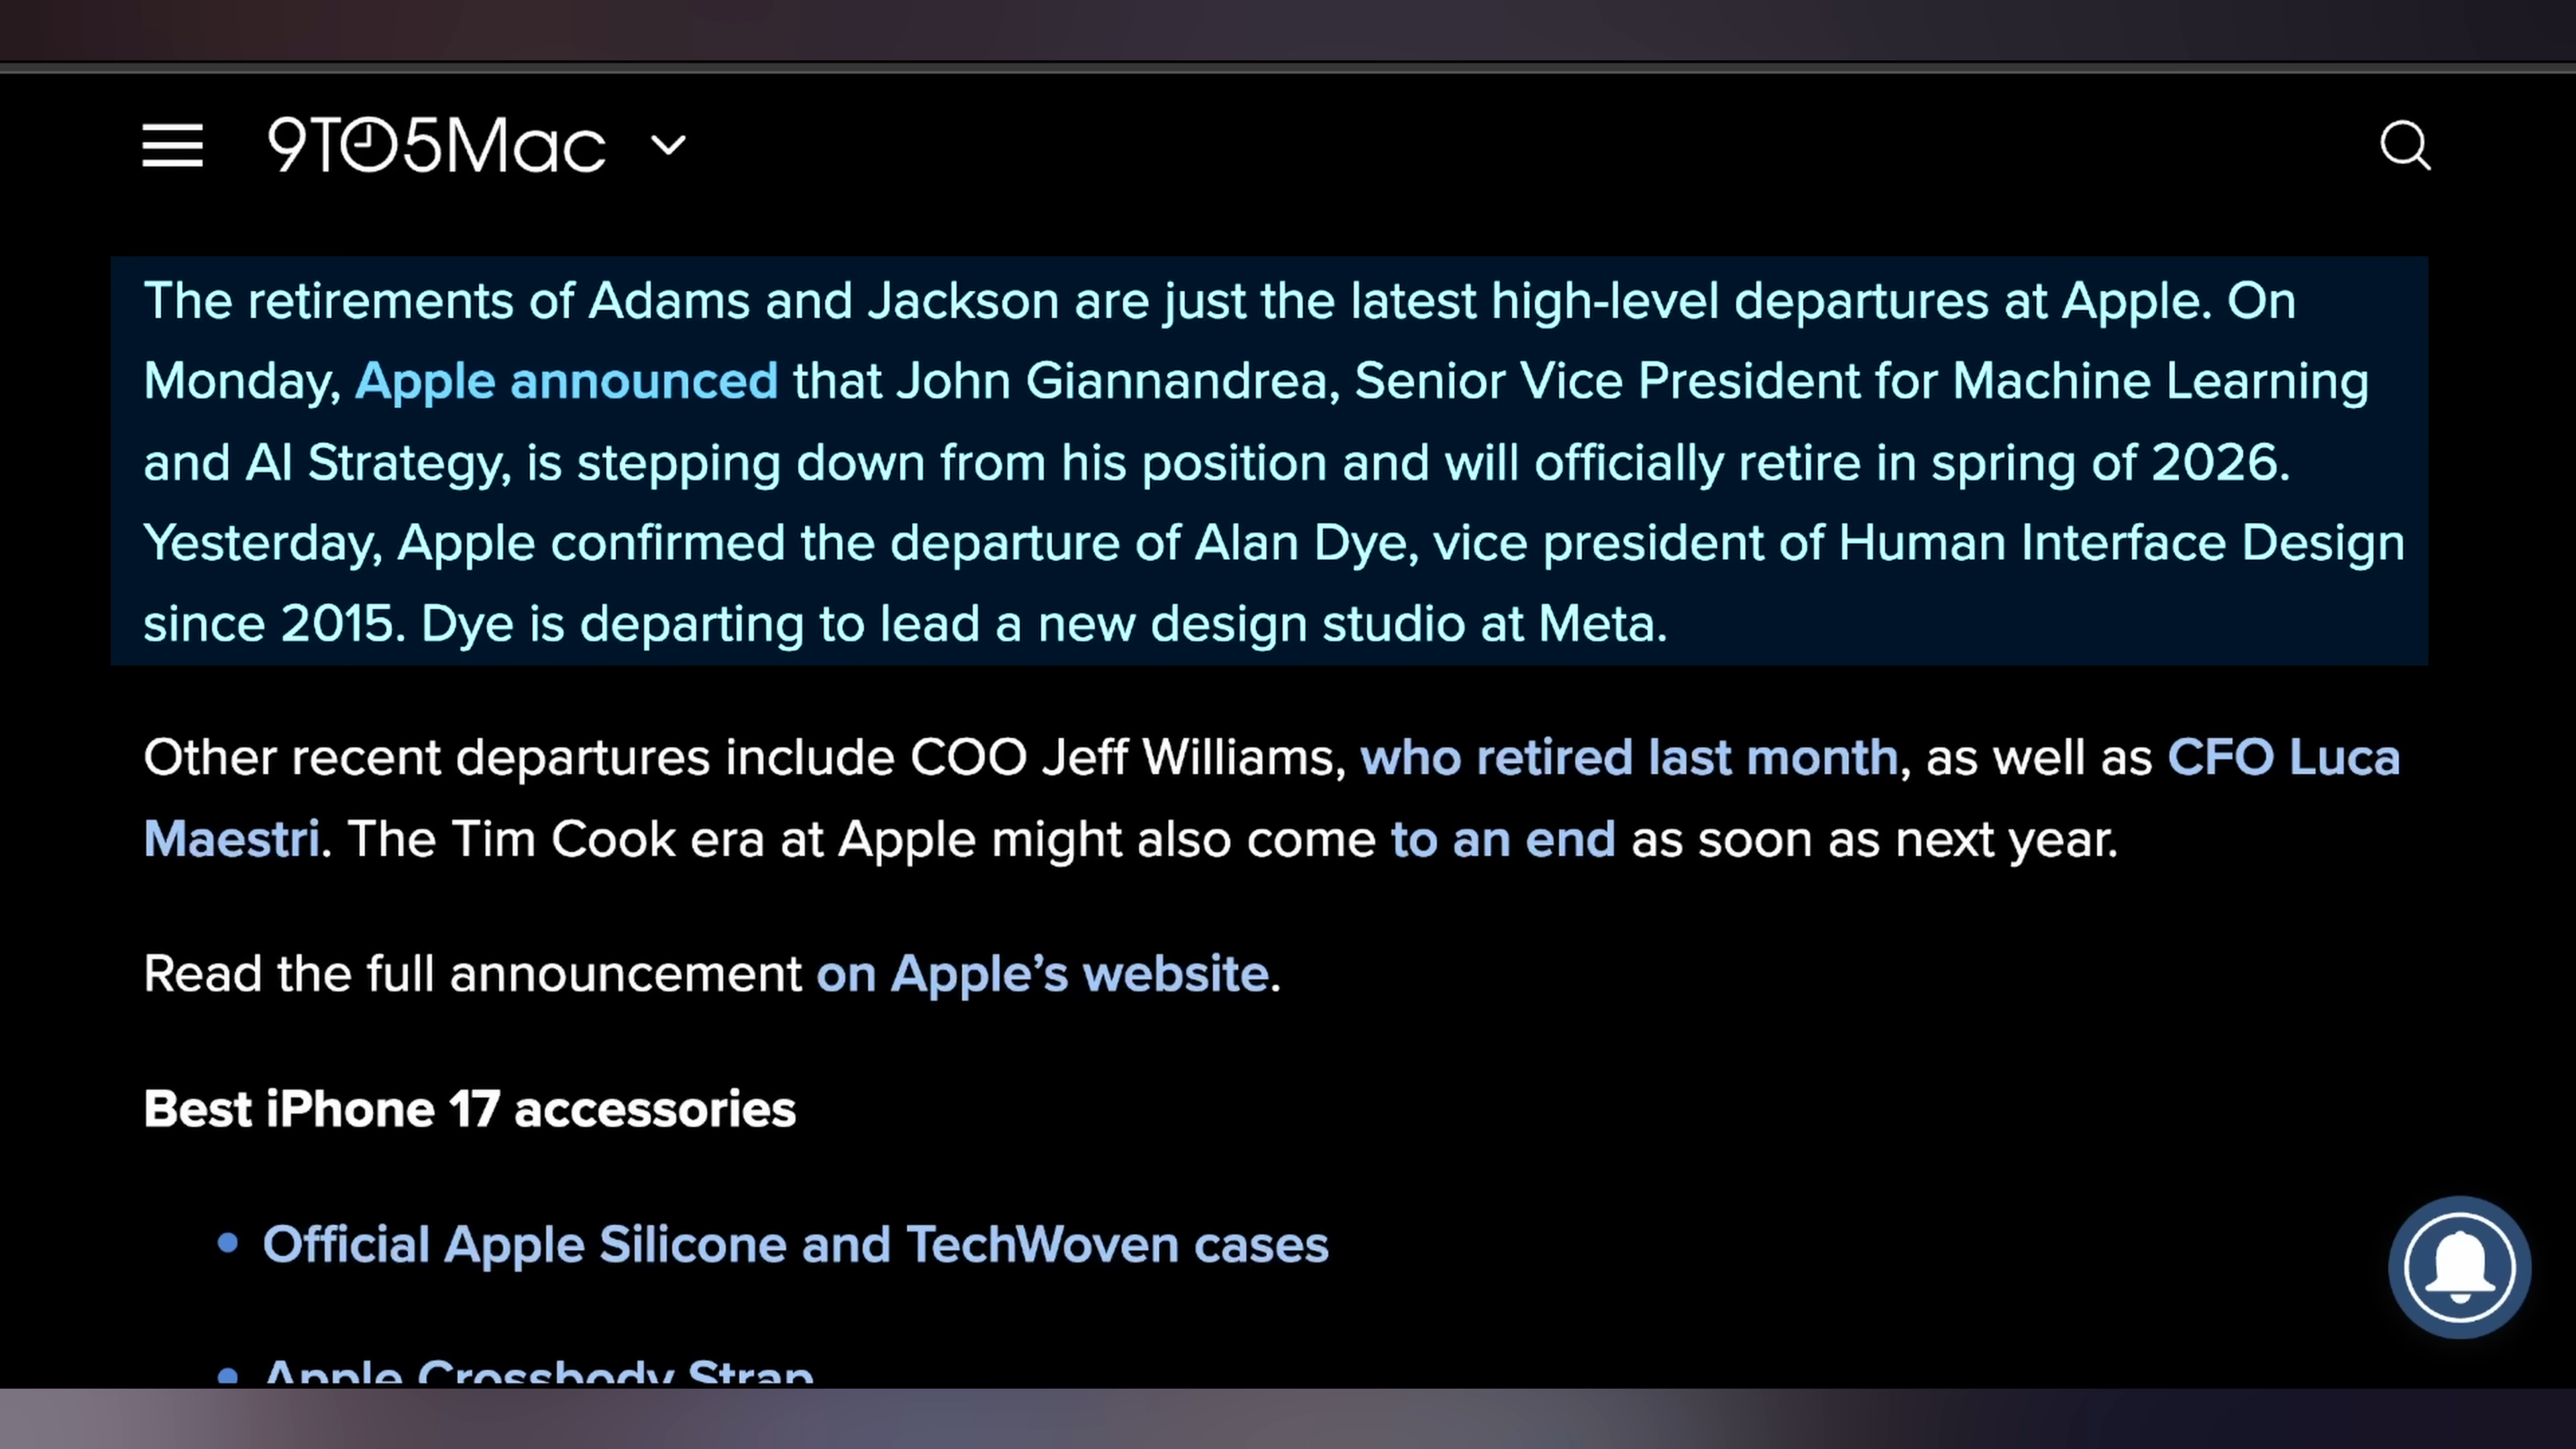 9TO5Mac
The retirements of Adams and Jackson are just the latest high-level departures at Apple. On
Monday, Apple announced that John Giannandrea, Senior Vice President for Machine Learning
and AI Strategy, is stepping down from his position and will officially retire in spring of 2026.
Yesterday, Apple confirmed the departure of Alan Dye, vice president of Human Interface Design
since 2015. Dye is departing to lead a new design studio at Meta.
Other recent departures include COO Jeff Williams, who retired last month, as well as CFO Luca
Maestri. The Tim Cook era at Apple might also come to an end as soon as next year.
Read the full announcement on Apple’s website.
Best iPhone 17 accessories
• Official Apple Silicone and TechWoven cases
• Apple Crossbody Strap